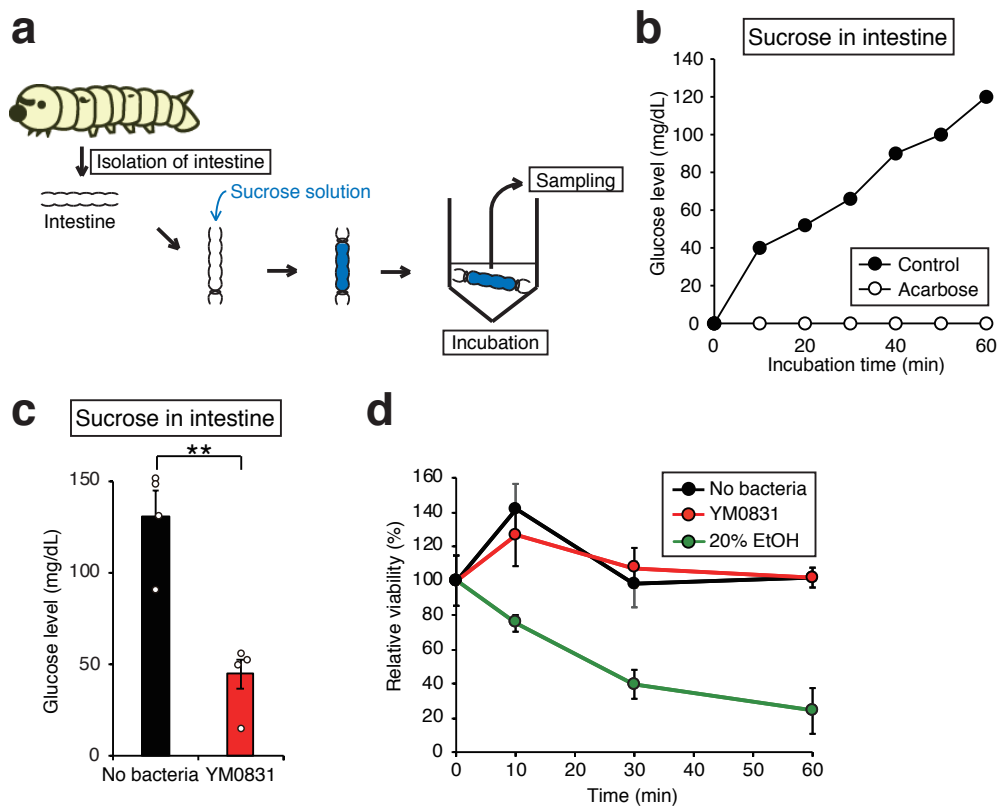 a
Isolation of intestine
Intestine
Sucrose solution
Sampling
Incubation
b
Sucrose in intestine
Glucose level (mg/dL)
140
120
100
80
60
40
20
0
Control
Acarbose
0
20
40
60
Incubation time (min)
c
Sucrose in intestine
**
Glucose level (mg/dL)
150
100
50
0
No bacteria
YM0831
d
Relative viability (%)
160
140
120
100
80
60
40
20
0
No bacteria
YM0831
20% EtOH
0
10
20
30
40
50
60
Time (min)